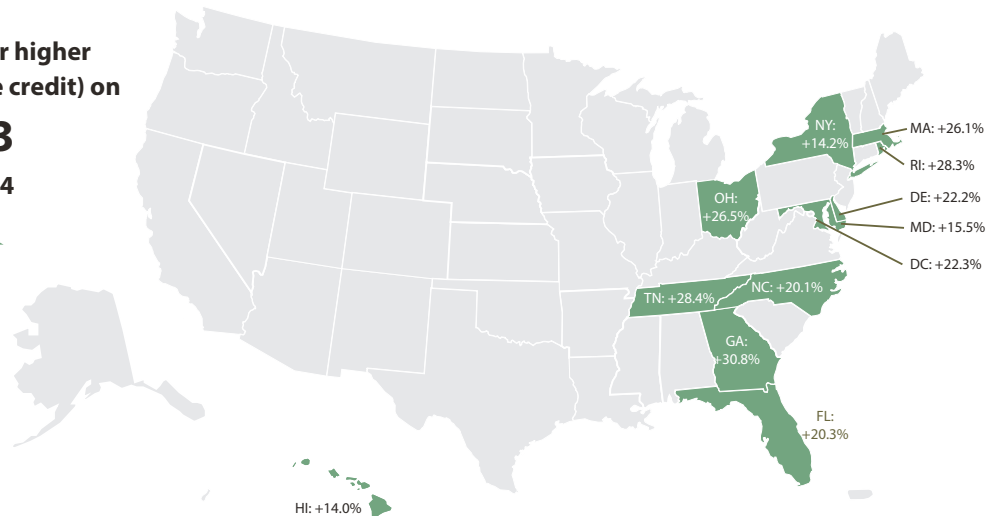 r higher
e credit) on
3
4
NY:
+14.2%
MA: +26.1%
RI: +28.3%
DE: +22.2%
MD: +15.5%
DC: +22.3%
OH:
+26.5%
TN: +28.4%
NC: +20.1%
GA:
+30.8%
FL:
+20.3%
HI: +14.0%